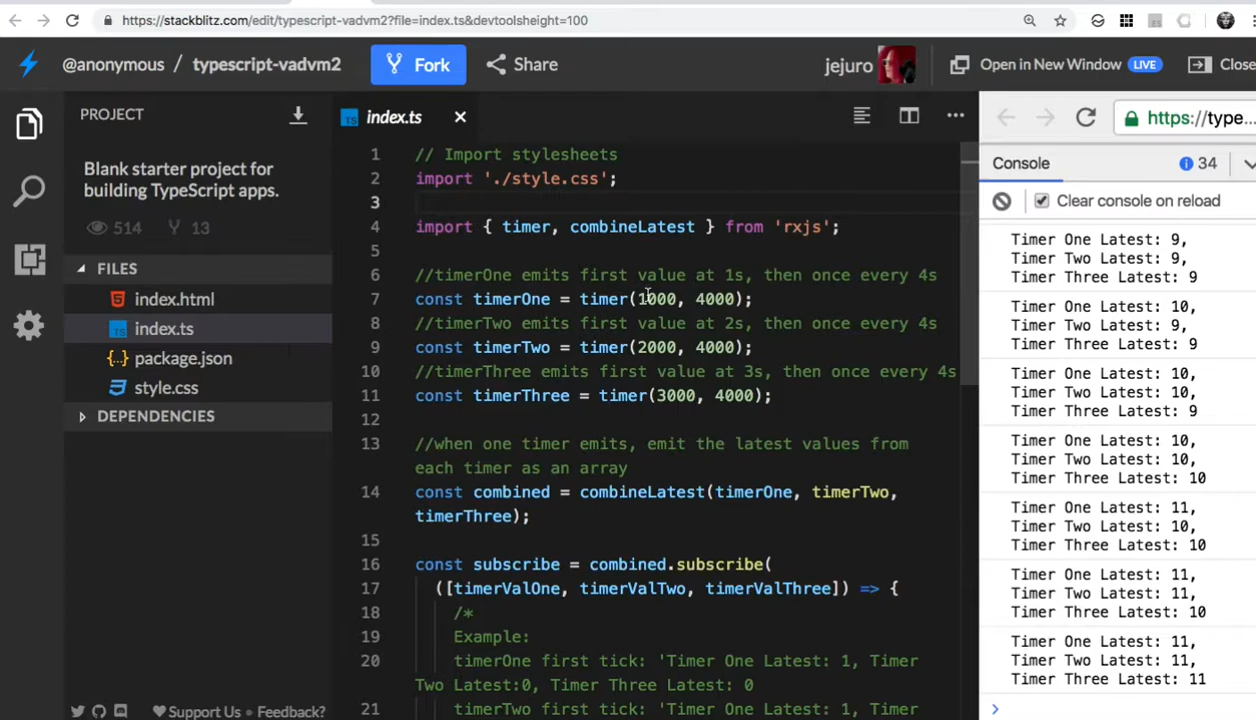 https://stackblitz.com/edit/typescript-vadvm2?file=index.ts&devtoolsheight=100
@anonymous / typescript-vadvm2
Fork
Share
jejuro
Open in New Window LIVE
Close
PROJECT
Blank starter project for
building TypeScript apps.
514 13
FILES
index.html
index.ts
package.json
style.css
DEPENDENCIES
Support Us • Feedback?
TS index.ts
1 // Import stylesheets
2 import './style.css';
3
4 import { timer, combineLatest } from 'rxjs';
5
6 //timerOne emits first value at 1s, then once every 4s
7 const timerOne = timer(1000, 4000);
8 //timerTwo emits first value at 2s, then once every 4s
9 const timerTwo = timer(2000, 4000);
10 //timerThree emits first value at 3s, then once every 4s
11 const timerThree = timer(3000, 4000);
12
13 //when one timer emits, emit the latest values from
each timer as an array
14 const combined = combineLatest(timerOne, timerTwo,
timerThree);
15
16 const subscribe = combined.subscribe(
17 ([timerValOne, timerValTwo, timerValThree]) => {
18 /*
19 Example:
20 timerOne first tick: 'Timer One Latest: 1, Timer
Two Latest:0, Timer Three Latest: 0
21 timerTwo first tick: 'Timer One Latest: 1, Timer
https://type...
Console
34
Clear console on reload
Timer One Latest: 9,
Timer Two Latest: 9,
Timer Three Latest: 9
Timer One Latest: 10,
Timer Two Latest: 9,
Timer Three Latest: 9
Timer One Latest: 10,
Timer Two Latest: 10,
Timer Three Latest: 9
Timer One Latest: 10,
Timer Two Latest: 10,
Timer Three Latest: 10
Timer One Latest: 11,
Timer Two Latest: 10,
Timer Three Latest: 10
Timer One Latest: 11,
Timer Two Latest: 11,
Timer Three Latest: 10
Timer One Latest: 11,
Timer Two Latest: 11,
Timer Three Latest: 11